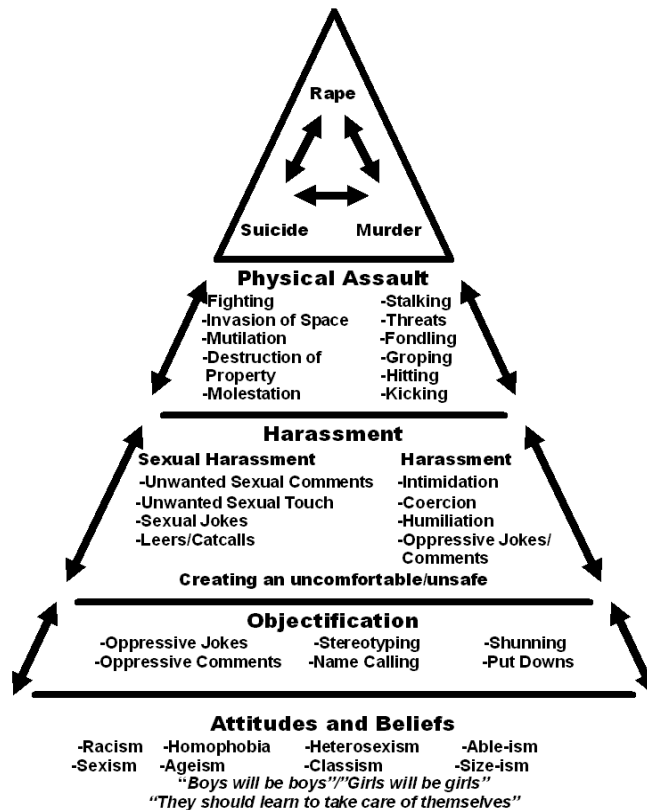 Rape
Suicide Murder
Physical Assault
-Fighting -Stalking
-Invasion of Space -Threats
-Mutilation -Fondling
-Destruction of -Groping
Property -Hitting
-Molestation -Kicking
Harassment
Sexual Harassment Harassment
-Unwanted Sexual Comments -Intimidation
-Unwanted Sexual Touch -Coercion
-Sexual Jokes -Humiliation
-Leers/Catcalls -Oppressive Jokes/
Comments
Creating an uncomfortable/unsafe
Objectification
-Oppressive Jokes -Stereotyping -Shunning
-Oppressive Comments -Name Calling -Put Downs
Attitudes and Beliefs
-Racism -Homophobia -Heterosexism -Able-ism
-Sexism -Ageism -Classism -Size-ism
“Boys will be boys”/”Girls will be girls”
“They should learn to take care of themselves”